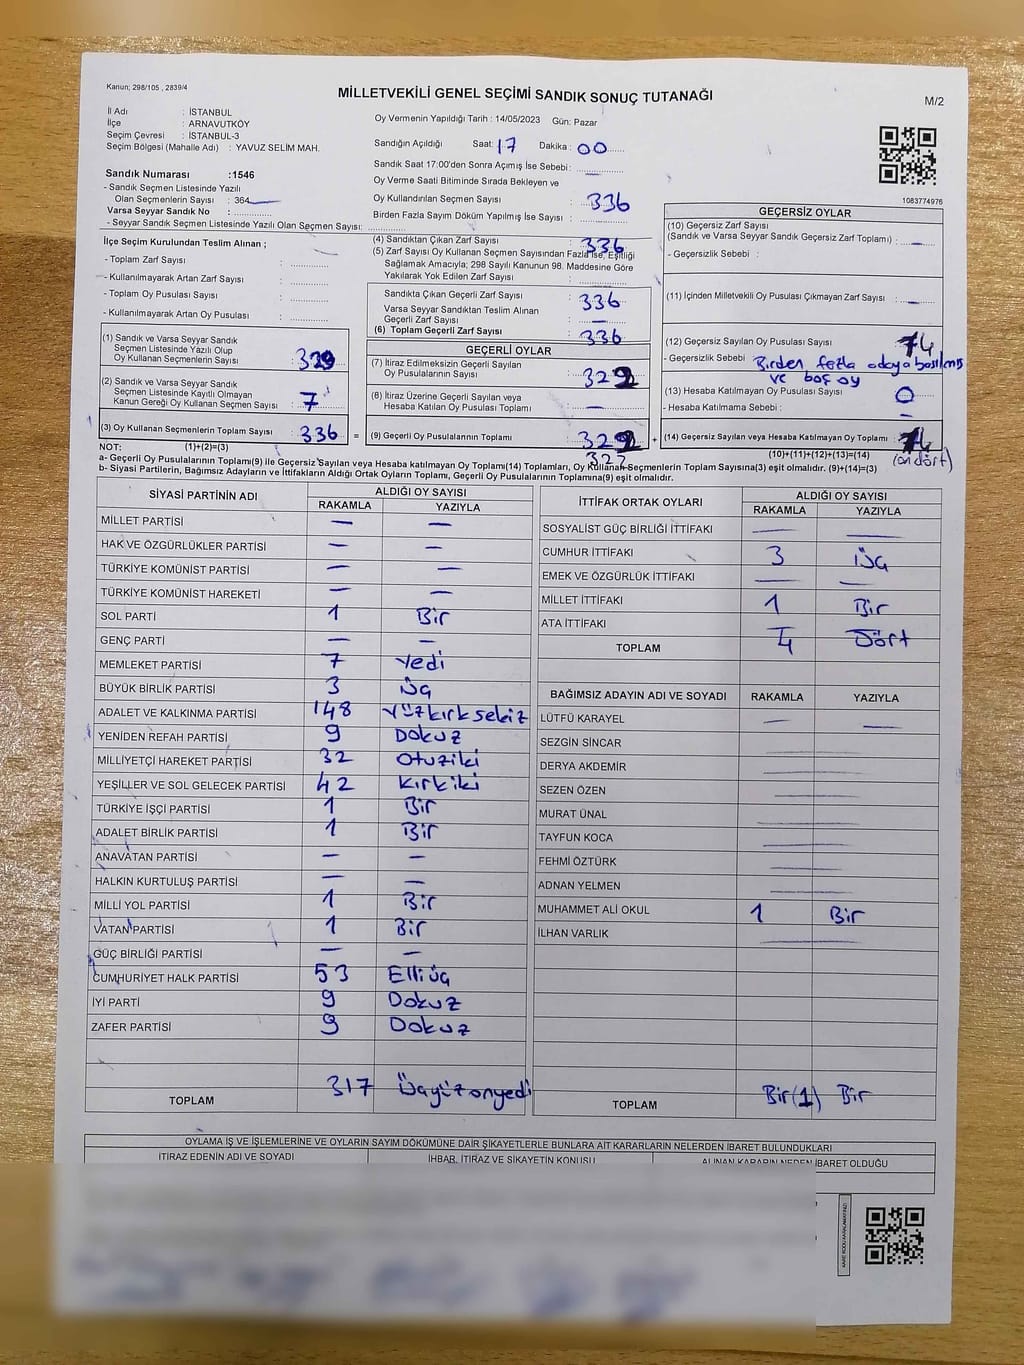 Kanun; 298/105 , 2839/4
MİLLETVEKİLİ GENEL SEÇİMİ SANDIK SONUÇ TUTANAĞI
M/2
İl Adı : İSTANBUL
İlçe : ARNAVUTKÖY
Seçim Çevresi : İSTANBUL-3
Seçim Bölgesi (Mahalle Adı) : YAVUZ SELİM MAH.
Sandık Numarası :1546
- Sandık Seçmen Listesinde Yazılı
Olan Seçmenlerin Sayısı : 364
Varsa Seyyar Sandık No :
- Seyyar Sandık Seçmen Listesinde Yazılı Olan Seçmen Sayısı:
Oy Vermenin Yapıldığı Tarih : 14/05/2023 Gün: Pazar
Sandığın Açıldığı Saat: 17 Dakika : 00
Sandık Saat 17:00'den Sonra Açımış İse Sebebi :
Oy Verme Saati Bitiminde Sırada Bekleyen ve
Oy Kullandırılan Seçmen Sayısı : 336
Birden Fazla Sayım Döküm Yapılmış İse Sayısı :
1083774976
İlçe Seçim Kurulundan Teslim Alınan ;
- Toplam Zarf Sayısı :
- Kullanılmayarak Artan Zarf Sayısı :
- Toplam Oy Pusulası Sayısı :
- Kullanılmayarak Artan Oy Pusulası :
(4) Sandıktan Çıkan Zarf Sayısı : 336
(5) Zarf Sayısı Oy Kullanan Seçmen Sayısından Fazla İse, Eşitliği
Sağlamak Amacıyla; 298 Sayılı Kanunun 98. Maddesine Göre
Yakılarak Yok Edilen Zarf Sayısı :
Sandıkta Çıkan Geçerli Zarf Sayısı : 336
Varsa Seyyar Sandıktan Teslim Alınan
Geçerli Zarf Sayısı : —
(6) Toplam Geçerli Zarf Sayısı : 336
GEÇERSİZ OYLAR
(10) Geçersiz Zarf Sayısı
(Sandık ve Varsa Seyyar Sandık Geçersiz Zarf Toplamı) : —
- Geçersizlik Sebebi :
(11) İçinden Milletvekili Oy Pusulası Çıkmayan Zarf Sayısı : —
(1) Sandık ve Varsa Seyyar Sandık
Seçmen Listesinde Yazılı Olup
Oy Kullanan Seçmenlerin Sayısı : 329
(2) Sandık ve Varsa Seyyar Sandık
Seçmen Listesinde Kayıtlı Olmayan
Kanun Gereği Oy Kullanan Seçmen Sayısı : 7
(3) Oy Kullanan Seçmenlerin Toplam Sayısı : 336 =
GEÇERLİ OYLAR
(7) İtiraz Edilmeksizin Geçerli Sayılan
Oy Pusulalarının Sayısı : 322
(8) İtiraz Üzerine Geçerli Sayılan veya
Hesaba Katılan Oy Pusulası Toplamı : —
(9) Geçerli Oy Pusulalarının Toplamı : 322 +
322
(12) Geçersiz Sayılan Oy Pusulası Sayısı : 14
- Geçersizlik Sebebi : Birden fazla odaya basılmış
ve boş oy
(13) Hesaba Katılmayan Oy Pusulası Sayısı : 0
- Hesaba Katılmama Sebebi : —
(14) Geçersiz Sayılan veya Hesaba Katılmayan Oy Toplamı : 14
(on dört)
NOT: (1)+(2)=(3) (10)+(11)+(12)+(13)=(14)
a- Geçerli Oy Pusulalarının Toplamı(9) ile Geçersiz Sayılan veya Hesaba katılmayan Oy Toplamı(14) Toplamları, Oy Kullanan Seçmenlerin Toplam Sayısına(3) eşit olmalıdır. (9)+(14)=(3)
b- Siyasi Partilerin, Bağımsız Adayların ve İttifakların Aldığı Ortak Oyların Toplamı, Geçerli Oy Pusulalarının Toplamına(9) eşit olmalıdır.
SİYASİ PARTİNİN ADI ALDIĞI OY SAYISI
RAKAMLA YAZIYLA
MİLLET PARTİSİ — —
HAK VE ÖZGÜRLÜKLER PARTİSİ — —
TÜRKİYE KOMÜNİST PARTİSİ — —
TÜRKİYE KOMÜNİST HAREKETİ — —
SOL PARTİ 1 Bir
GENÇ PARTİ — —
MEMLEKET PARTİSİ 7 Yedi
BÜYÜK BİRLİK PARTİSİ 3 Üç
ADALET VE KALKINMA PARTİSİ 148 Yüzkırksekiz
YENİDEN REFAH PARTİSİ 9 Dokuz
MİLLİYETÇİ HAREKET PARTİSİ 32 Otuziki
YEŞİLLER VE SOL GELECEK PARTİSİ 42 Kırkiki
TÜRKİYE İŞÇİ PARTİSİ 1 Bir
ADALET BİRLİK PARTİSİ 1 Bir
ANAVATAN PARTİSİ — —
HALKIN KURTULUŞ PARTİSİ — —
MİLLİ YOL PARTİSİ 1 Bir
VATAN PARTİSİ 1 Bir
GÜÇ BİRLİĞİ PARTİSİ — —
CUMHURİYET HALK PARTİSİ 53 Elliüç
İYİ PARTİ 9 Dokuz
ZAFER PARTİSİ 9 Dokuz
TOPLAM 317 Üçyüzonyedi
İTTİFAK ORTAK OYLARI ALDIĞI OY SAYISI
RAKAMLA YAZIYLA
SOSYALİST GÜÇ BİRLİĞİ İTTİFAKI — —
CUMHUR İTTİFAKI 3 Üç
EMEK VE ÖZGÜRLÜK İTTİFAKI — —
MİLLET İTTİFAKI 1 Bir
ATA İTTİFAKI — —
TOPLAM 4 Dört
BAĞIMSIZ ADAYIN ADI VE SOYADI RAKAMLA YAZIYLA
LÜTFÜ KARAYEL — —
SEZGİN SİNCAR —
DERYA AKDEMİR —
SEZEN ÖZEN —
MURAT ÜNAL —
TAYFUN KOCA —
FEHMİ ÖZTÜRK —
ADNAN YELMEN —
MUHAMMET ALİ OKUL 1 Bir
İLHAN VARLIK —
TOPLAM Bir(1) Bir
OYLAMA İŞ VE İŞLEMLERİNE VE OYLARIN SAYIM DÖKÜMÜNE DAİR ŞİKAYETLERLE BUNLARA AİT KARARLARIN NELERDEN İBARET BULUNDUKLARI
İTİRAZ EDENİN ADI VE SOYADI İHBAR, İTİRAZ VE ŞİKAYETİN KONUSU ALINAN KARARIN NEDEN İBARET OLDUĞU